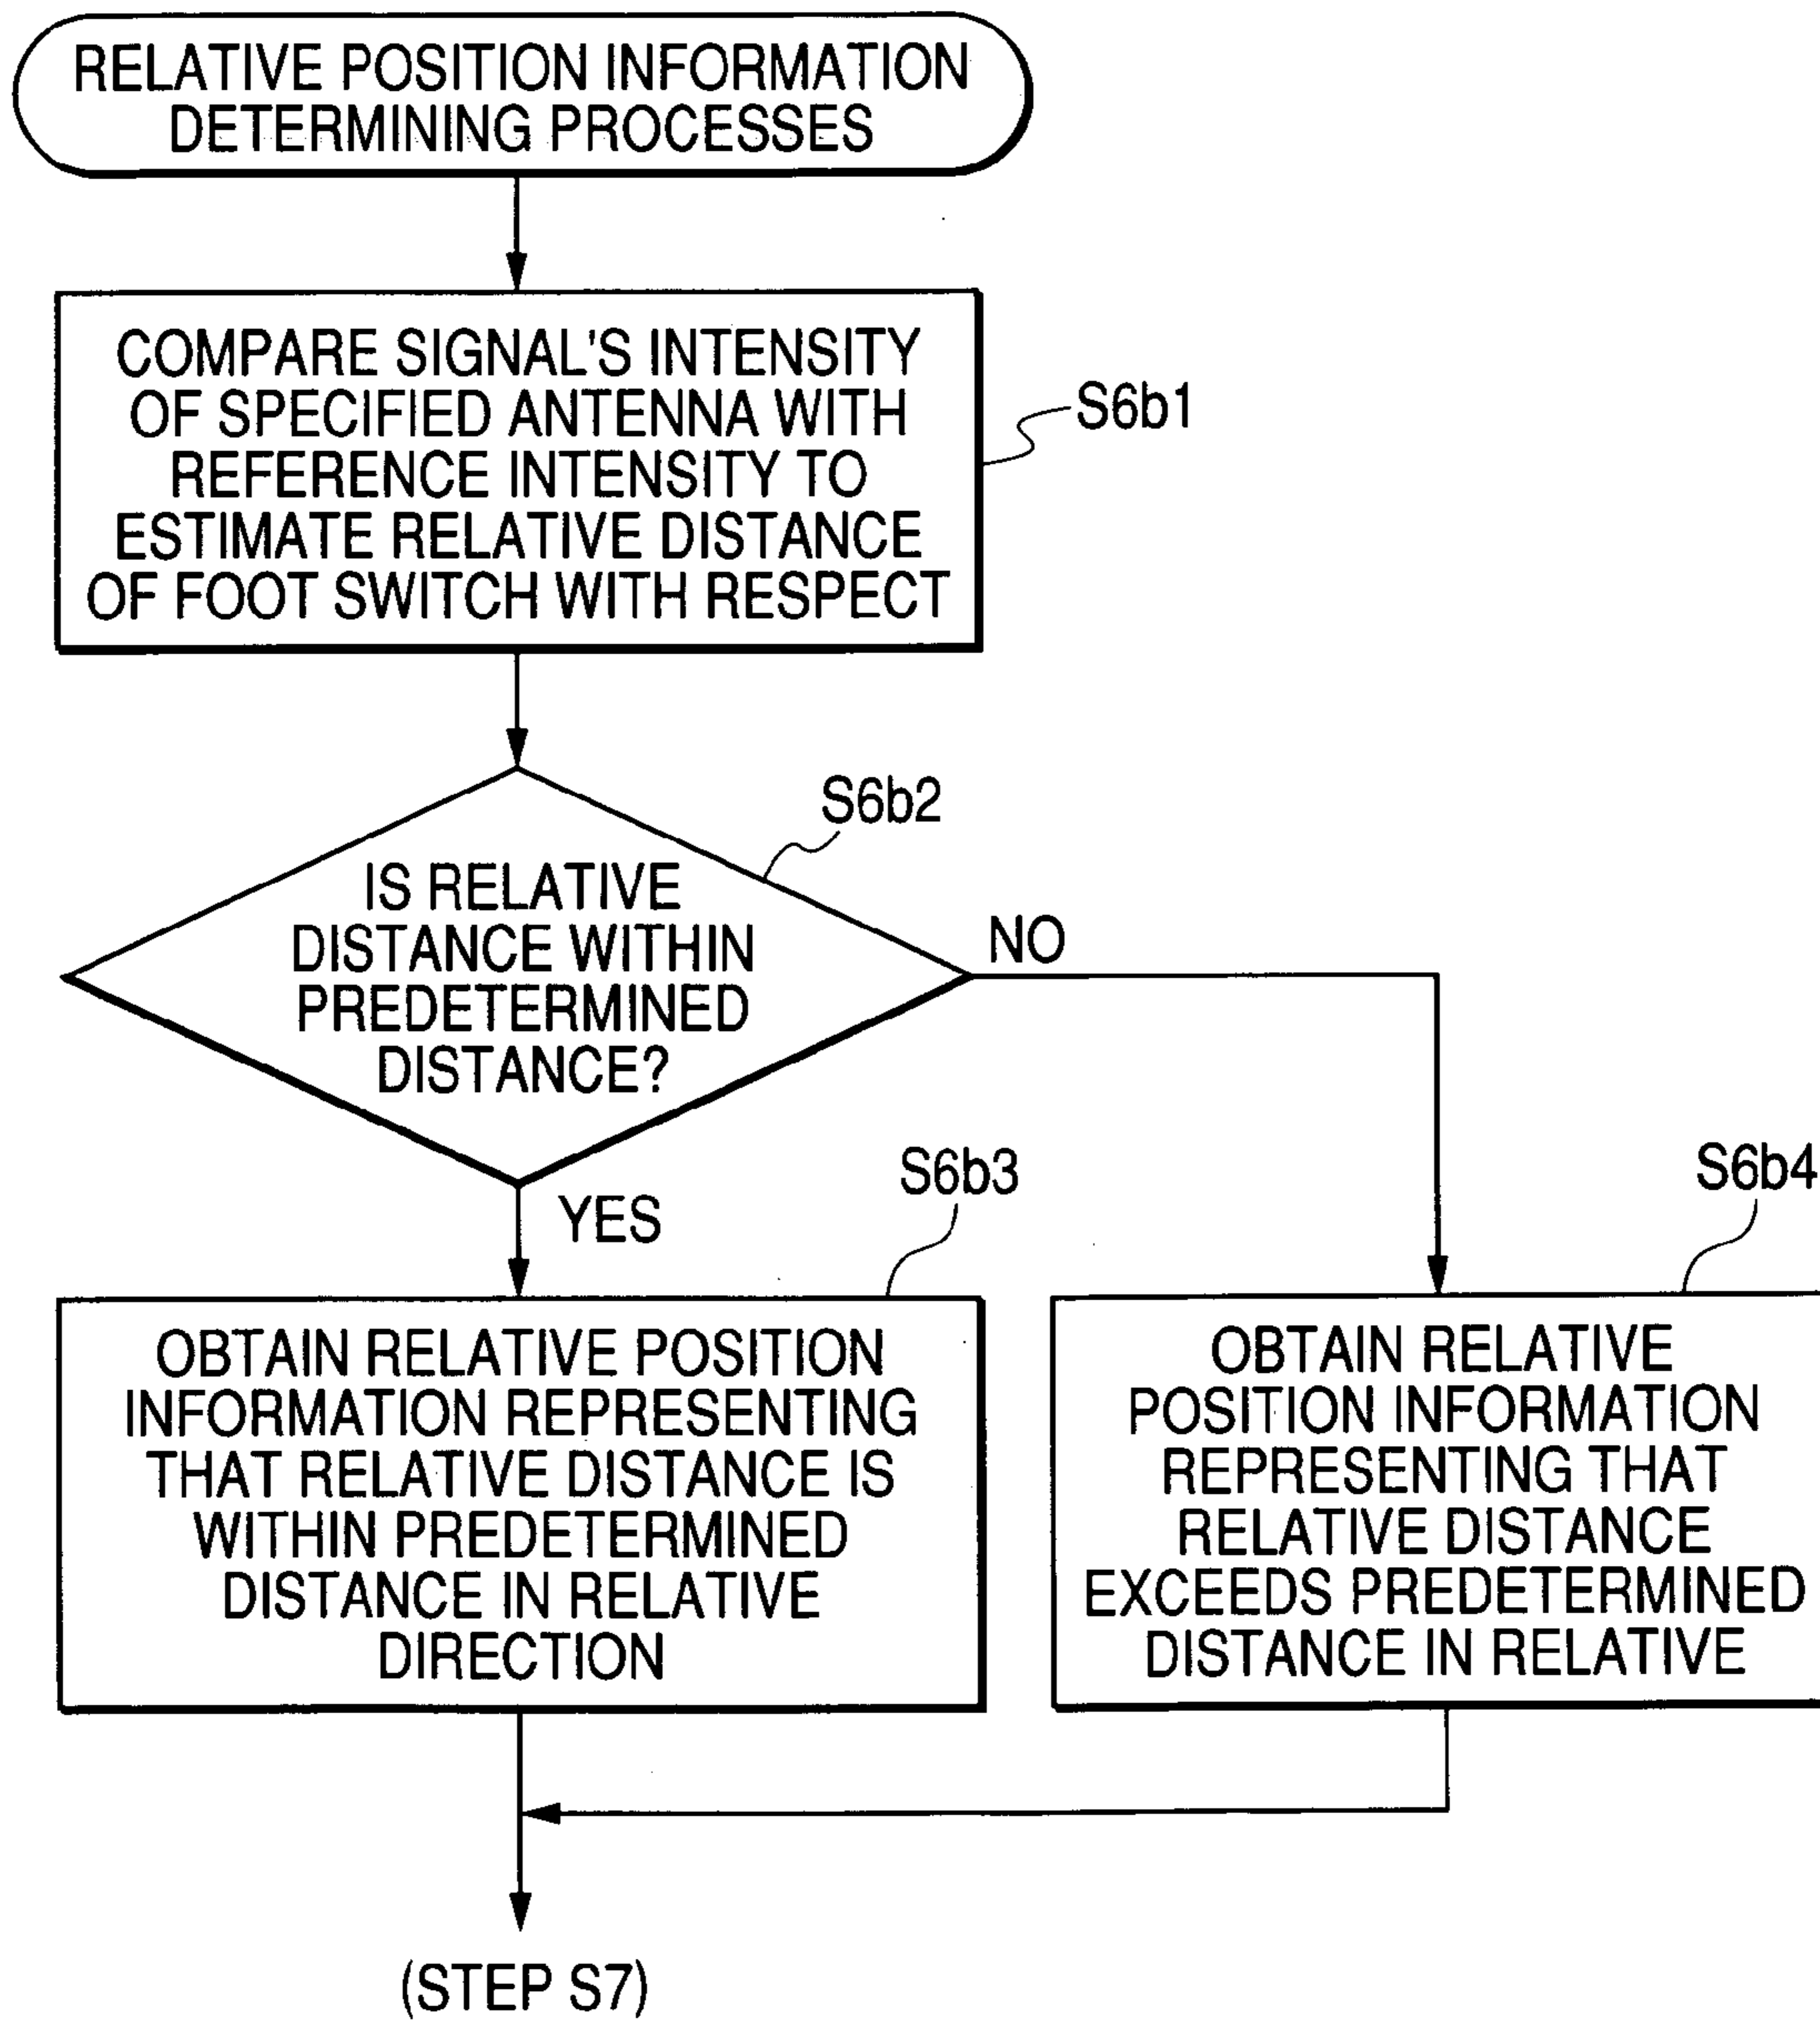 RELATIVE POSITION INFORMATION
DETERMINING PROCESSES
COMPARE SIGNAL'S INTENSITY
OF SPECIFIED ANTENNA WITH
REFERENCE INTENSITY TO
ESTIMATE RELATIVE DISTANCE
OF FOOT SWITCH WITH RESPECT
S6b1
S6b2
IS RELATIVE
DISTANCE WITHIN
PREDETERMINED
DISTANCE?
NO
YES
S6b3
S6b4
OBTAIN RELATIVE POSITION
INFORMATION REPRESENTING
THAT RELATIVE DISTANCE IS
WITHIN PREDETERMINED
DISTANCE IN RELATIVE
DIRECTION
OBTAIN RELATIVE
POSITION INFORMATION
REPRESENTING THAT
RELATIVE DISTANCE
EXCEEDS PREDETERMINED
DISTANCE IN RELATIVE
(STEP S7)